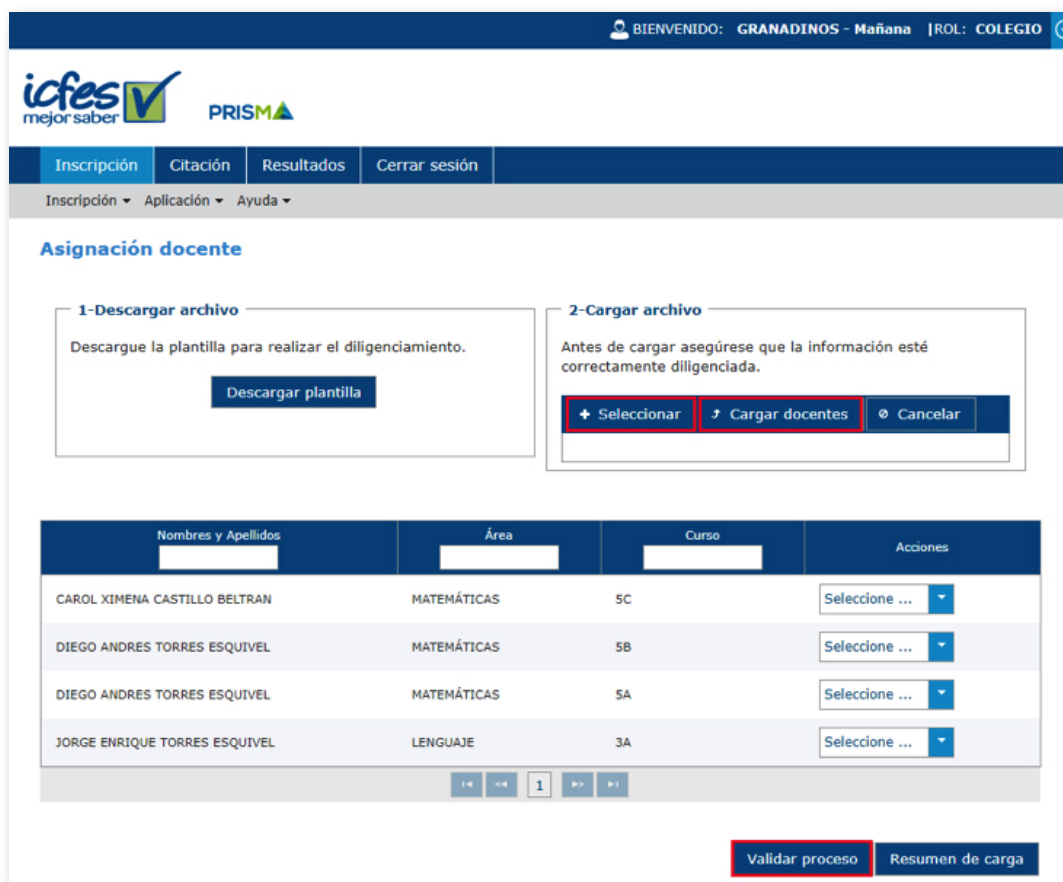 BIENVENIDO: GRANADINOS - Mañana |ROL: COLEGIO
icfes
mejor saber
PRISMA
Inscripción Citación Resultados Cerrar sesión
Inscripción Aplicación Ayuda
Asignación docente
1-Descargar archivo
Descargue la plantilla para realizar el diligenciamiento.
Descargar plantilla
2-Cargar archivo
Antes de cargar asegúrese que la información esté
correctamente diligenciada.
+ Seleccionar Cargar docentes Cancelar
Nombres y Apellidos Área Curso Acciones
CAROL XIMENA CASTILLO BELTRAN MATEMÁTICAS 5C Seleccione ...
DIEGO ANDRES TORRES ESQUIVEL MATEMÁTICAS 5B Seleccione ...
DIEGO ANDRES TORRES ESQUIVEL MATEMÁTICAS 5A Seleccione ...
JORGE ENRIQUE TORRES ESQUIVEL LENGUAJE 3A Seleccione ...
1
Validar proceso Resumen de carga